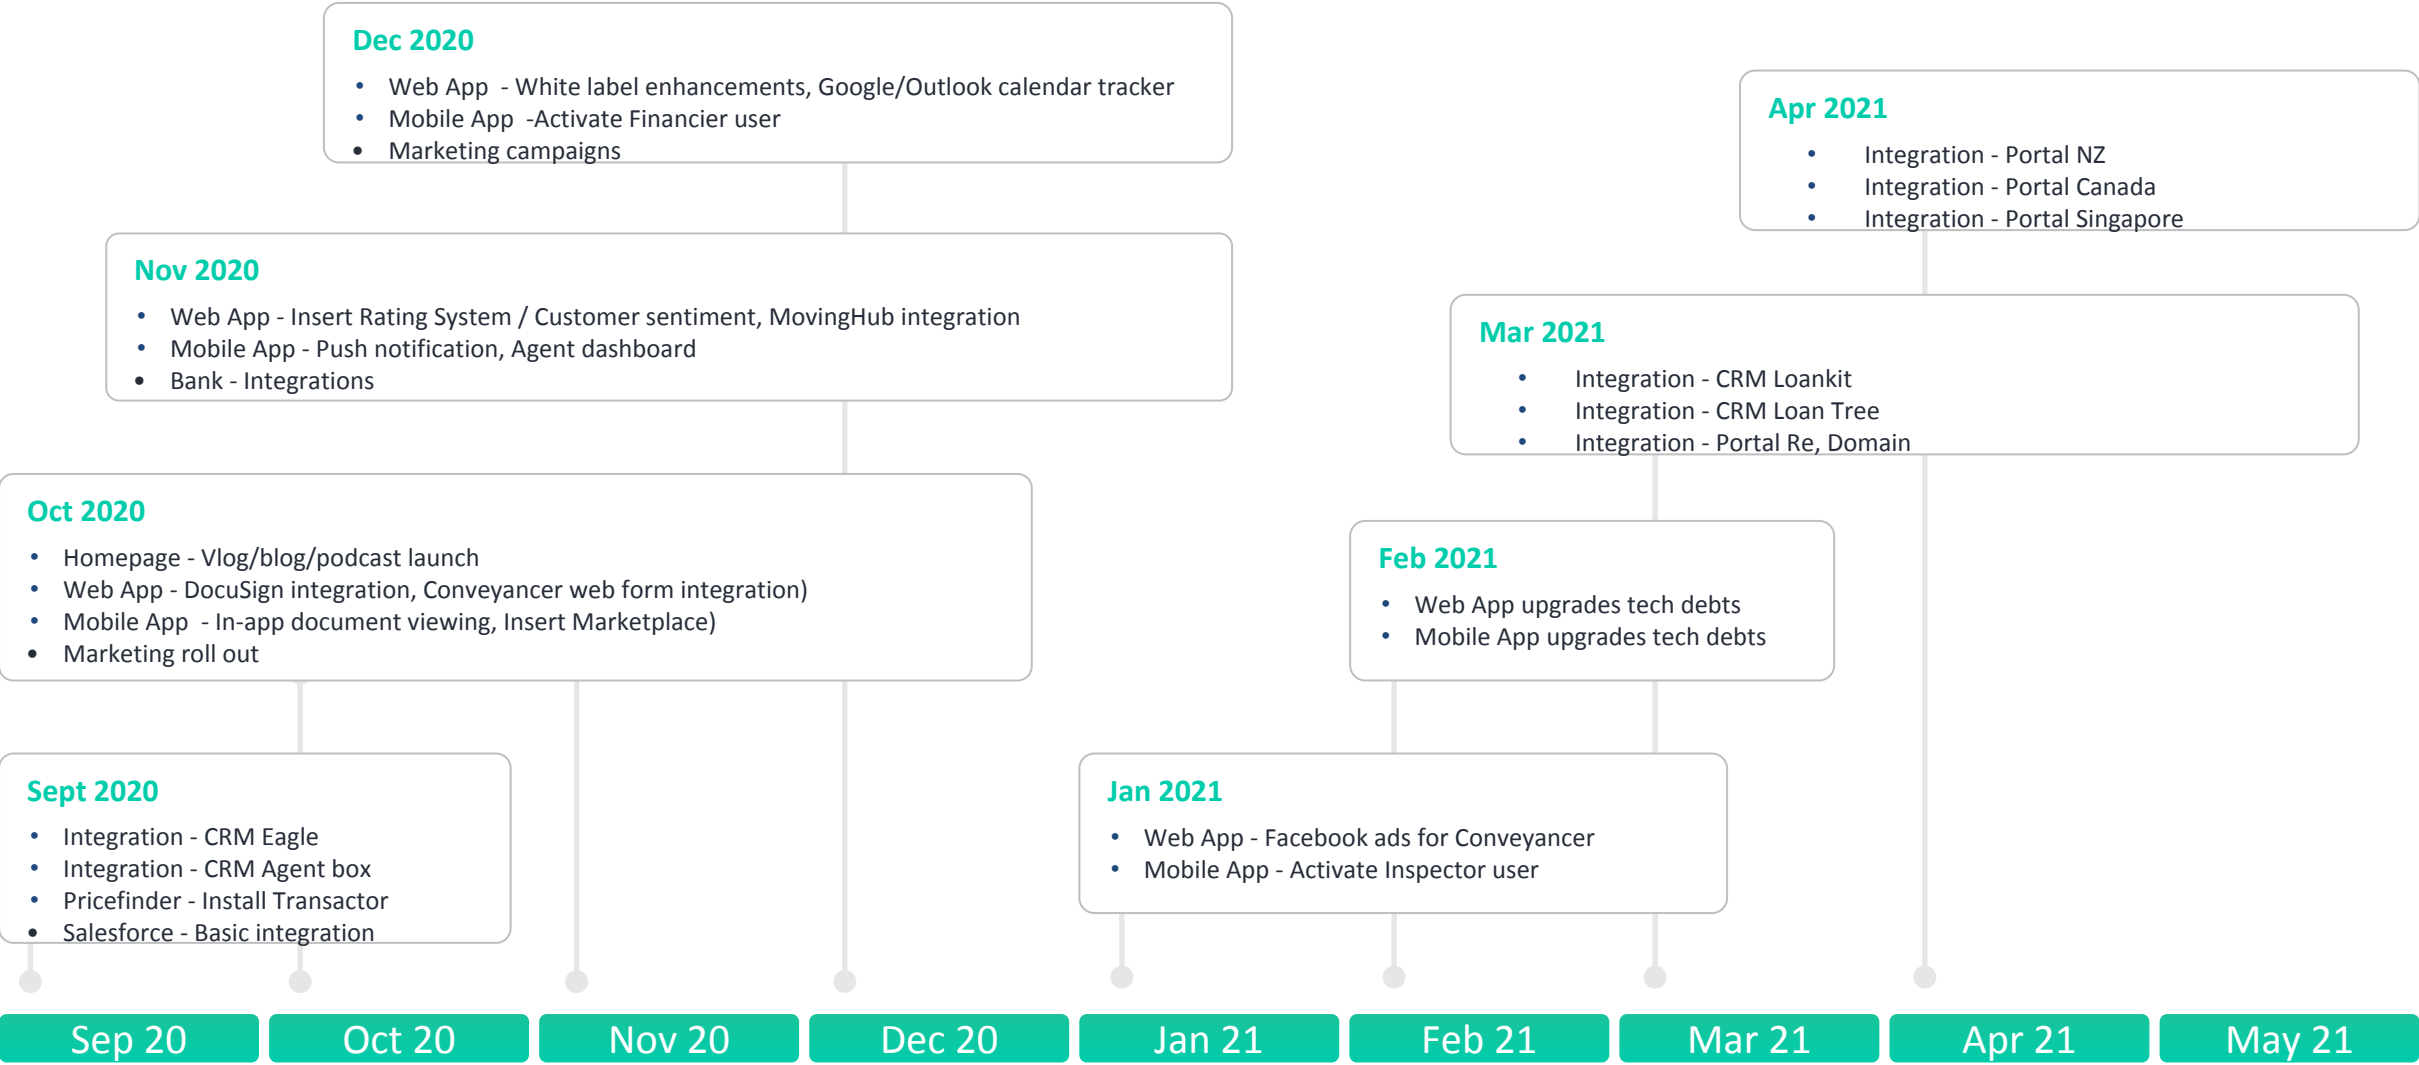 Dec 2020
• Web App  - White label enhancements, Google/Outlook calendar tracker
• Mobile App  -Activate Financier user
• Marketing campaigns
Apr 2021
• Integration - Portal NZ
• Integration - Portal Canada
• Integration - Portal Singapore
Nov 2020
• Web App - Insert Rating System / Customer sentiment, MovingHub integration
• Mobile App - Push notification, Agent dashboard
• Bank - Integrations
Mar 2021
• Integration - CRM Loankit
• Integration - CRM Loan Tree
• Integration - Portal Re, Domain
Oct 2020
• Homepage - Vlog/blog/podcast launch
• Web App - DocuSign integration, Conveyancer web form integration)
• Mobile App  - In-app document viewing, Insert Marketplace)
• Marketing roll out
Feb 2021
• Web App upgrades tech debts
• Mobile App upgrades tech debts
Sept 2020
• Integration - CRM Eagle
• Integration - CRM Agent box
• Pricefinder - Install Transactor
• Salesforce - Basic integration
Jan 2021
• Web App - Facebook ads for Conveyancer
• Mobile App - Activate Inspector user
Sep 20
Oct 20
Nov 20
Dec 20
Jan 21
Feb 21
Mar 21
Apr 21
May 21